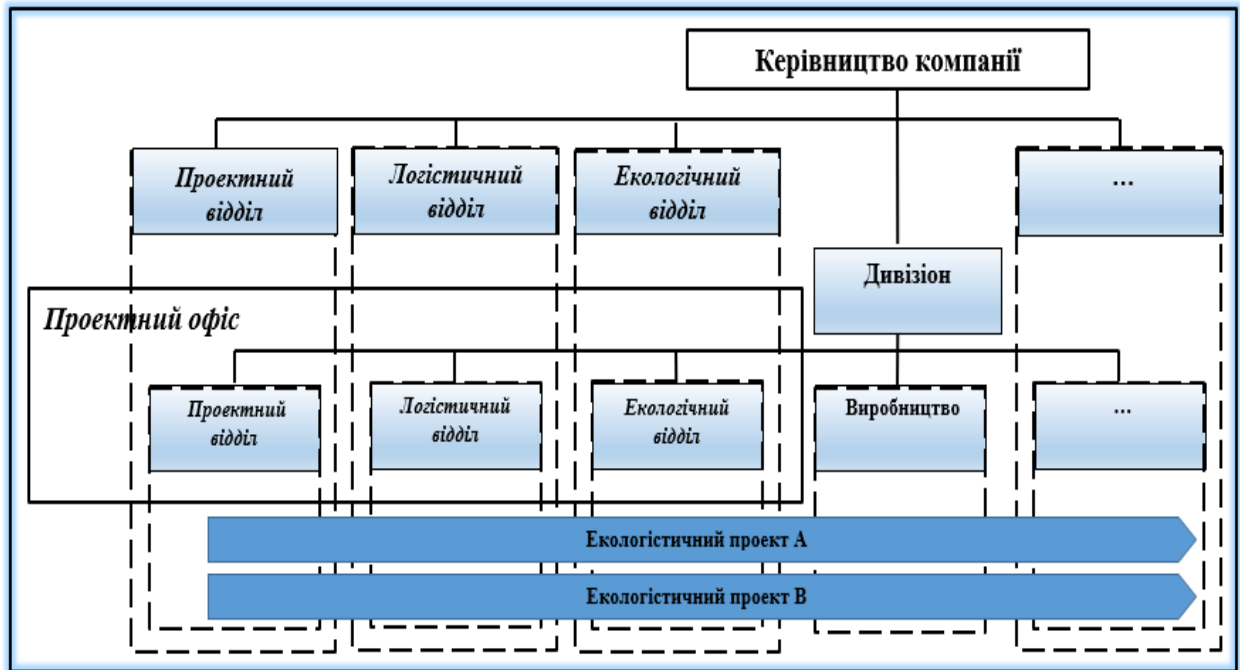 Керівництво компанії
Проектний
відділ
Логістичний
відділ
Екологічний
відділ
...
Дивізіон
Проектний офіс
Проектний
відділ
Логістичний
відділ
Екологічний
відділ
Виробництво
...
Екологістичний проект А
Екологістичний проект В